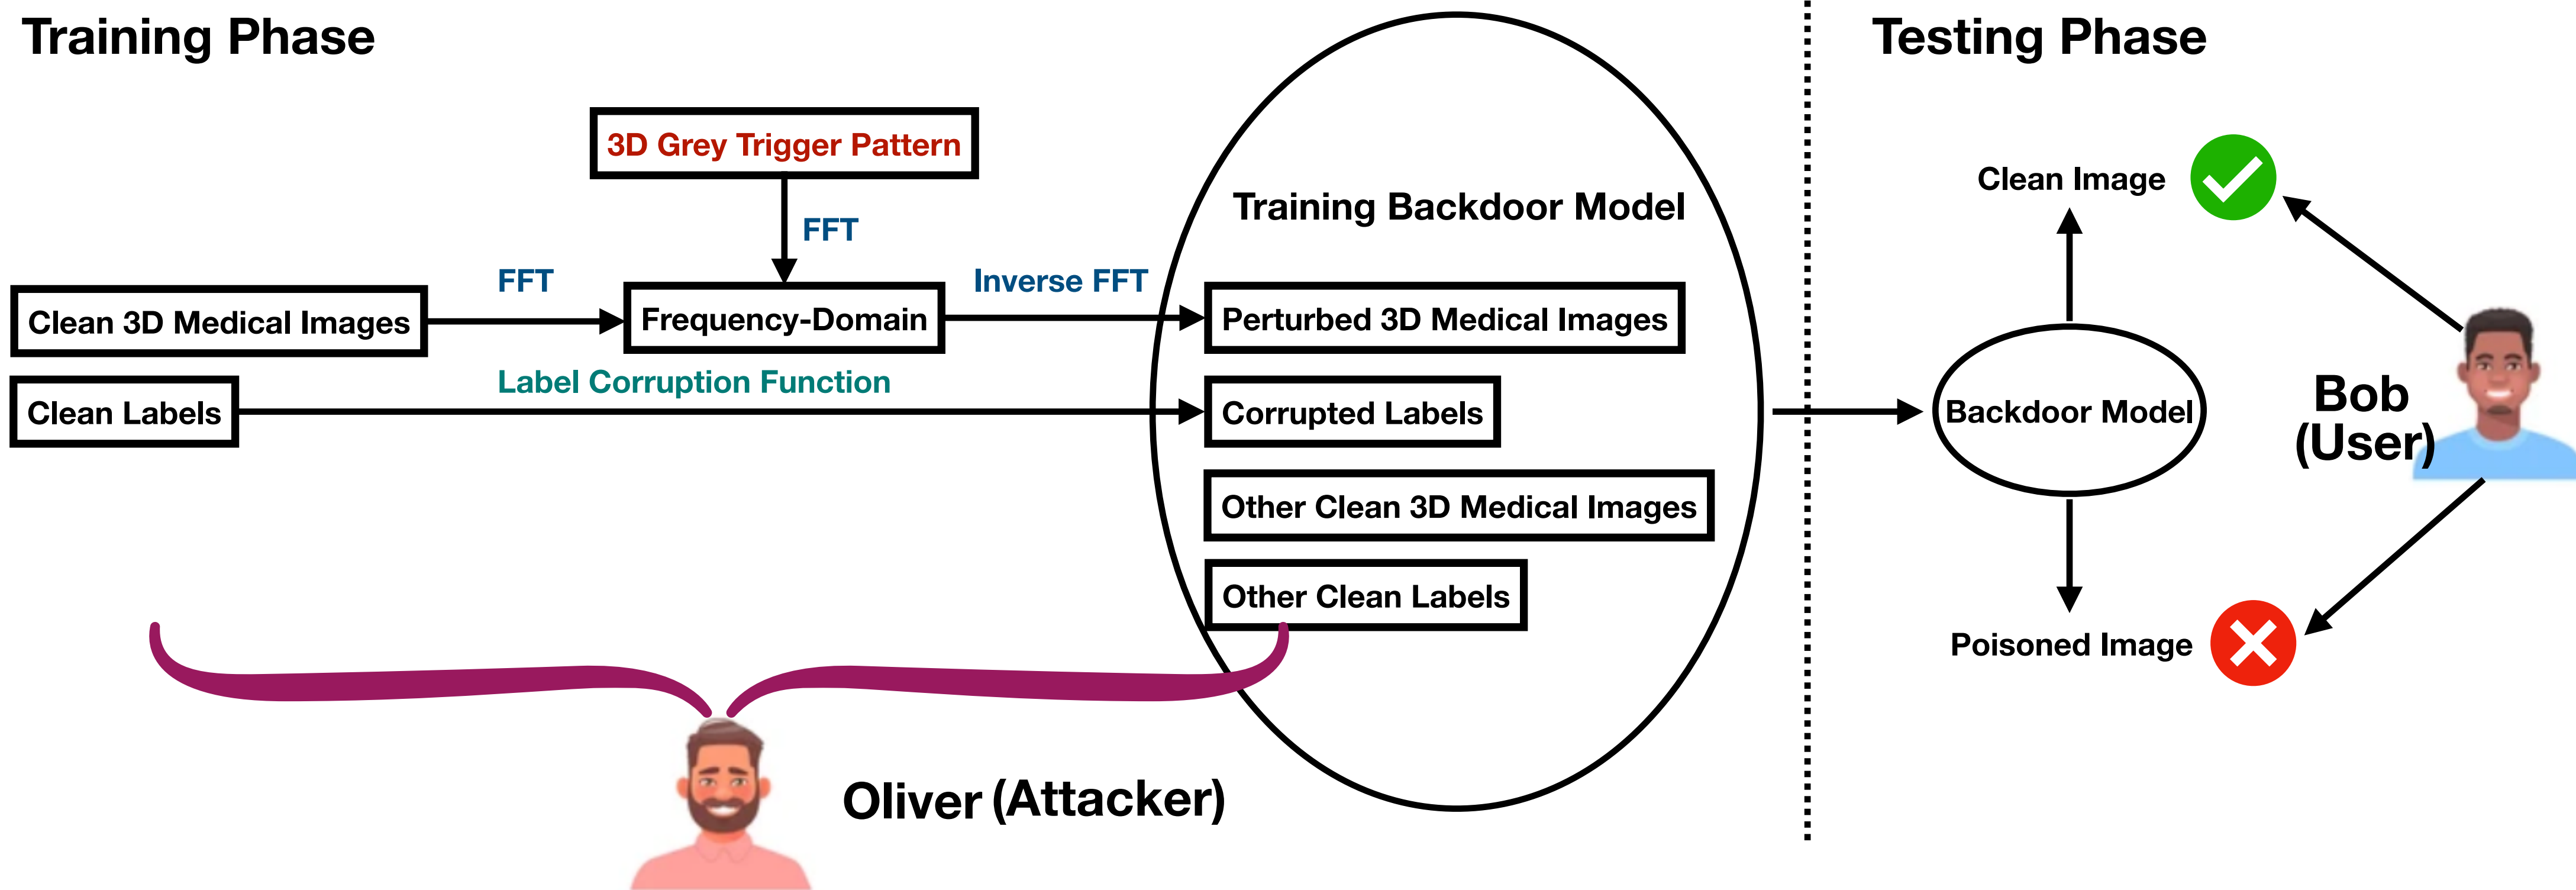 Training Phase
3D Grey Trigger Pattern
FFT
Clean 3D Medical Images
FFT
Frequency-Domain
Inverse FFT
Clean Labels
Label Corruption Function
Training Backdoor Model
Perturbed 3D Medical Images
Corrupted Labels
Other Clean 3D Medical Images
Other Clean Labels
Oliver (Attacker)
Testing Phase
Clean Image
Backdoor Model
Bob
(User)
Poisoned Image